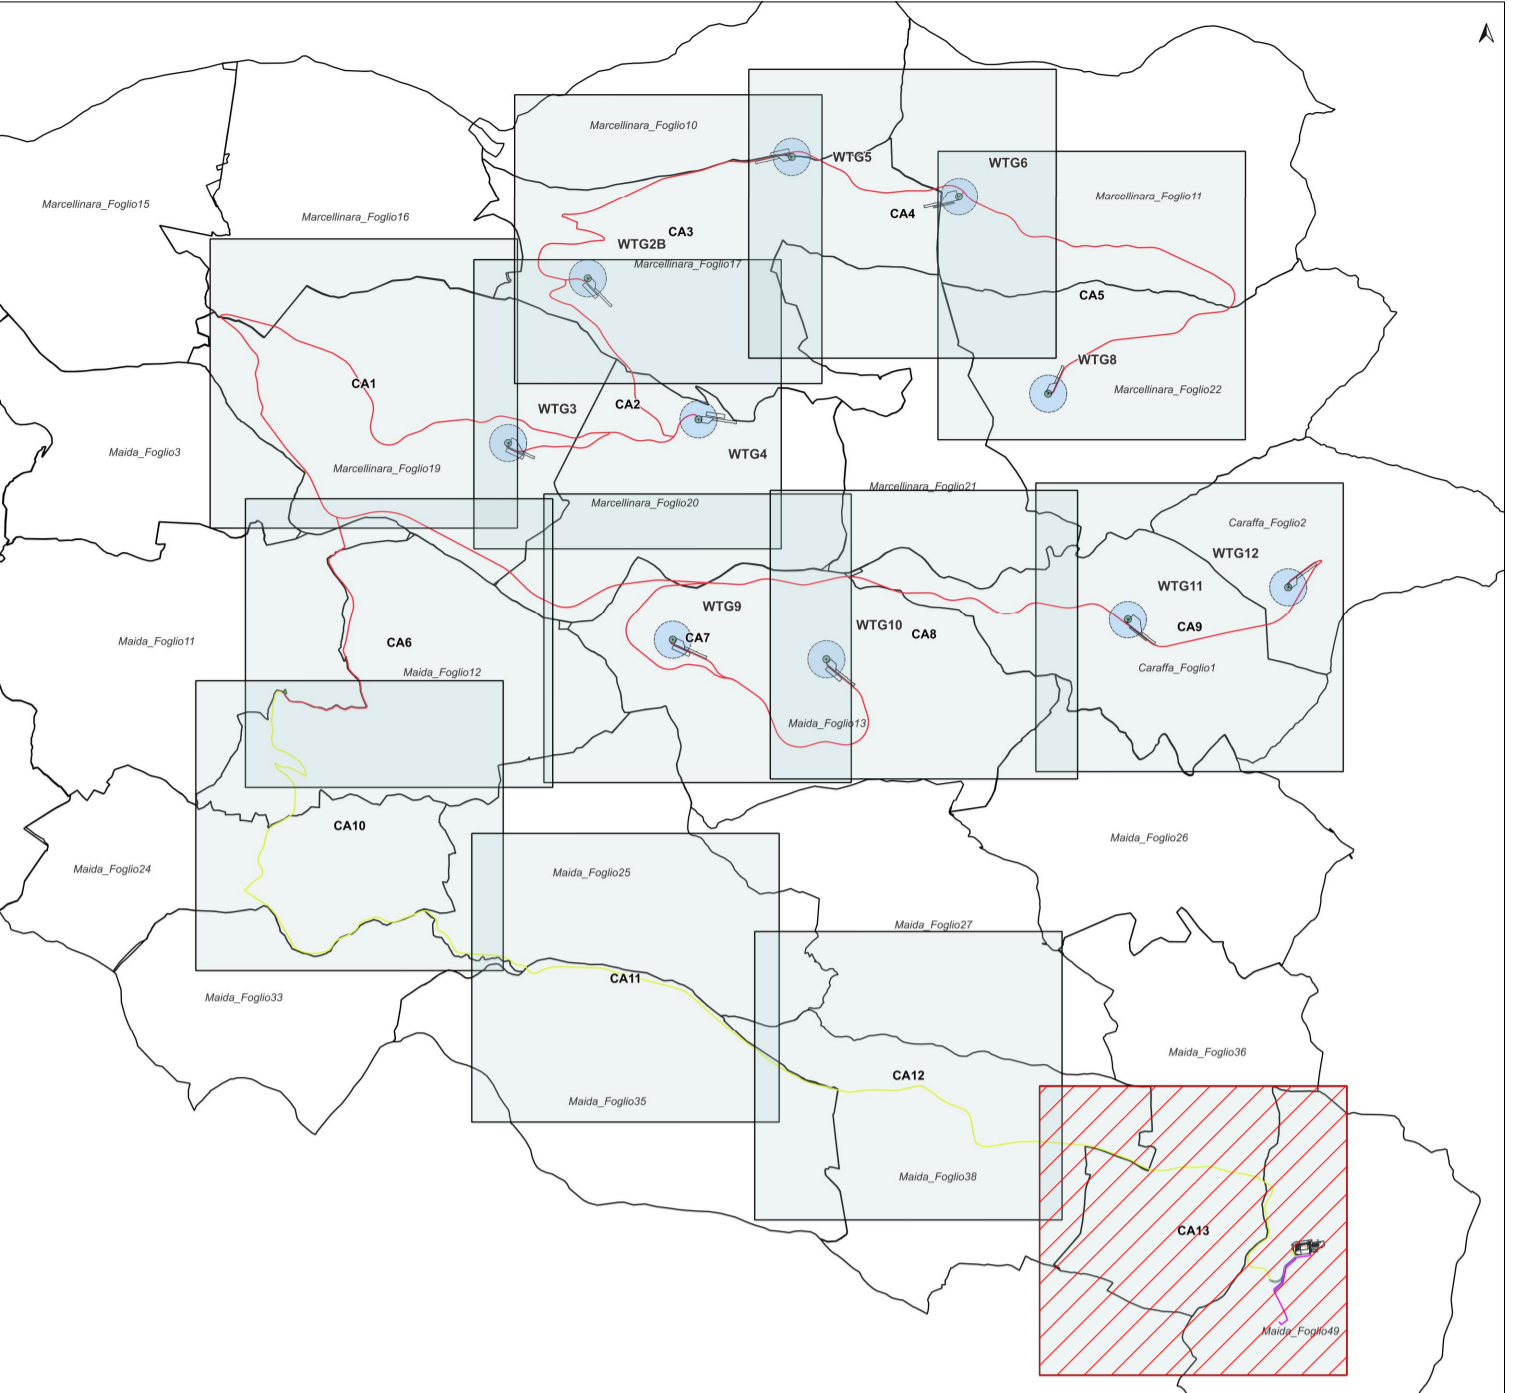 Marcellinara_Foglio10
WTG5
WTG6
Marcellinara_Foglio11
Marcellinara_Foglio15
Marcellinara_Foglio16
CA4
CA3
WTG2B
Marcellinara_Foglio17
CA5
WTG8
CA1
Marcellinara_Foglio22
WTG3
CA2
Maida_Foglio3
WTG4
Marcellinara_Foglio19
Marcellinara_Foglio21
Marcellinara_Foglio20
Caraffa_Foglio2
WTG12
WTG11
WTG9
WTG10
CA9
CA8
Maida_Foglio11
CA6
CA7
Caraffa_Foglio1
Maida_Foglio12
Maida_Foglio13
CA10
Maida_Foglio26
Maida_Foglio24
Maida_Foglio25
Maida_Foglio27
CA11
Maida_Foglio33
Maida_Foglio36
CA12
Maida_Foglio35
Maida_Foglio38
CA13
Maida_Foglio49